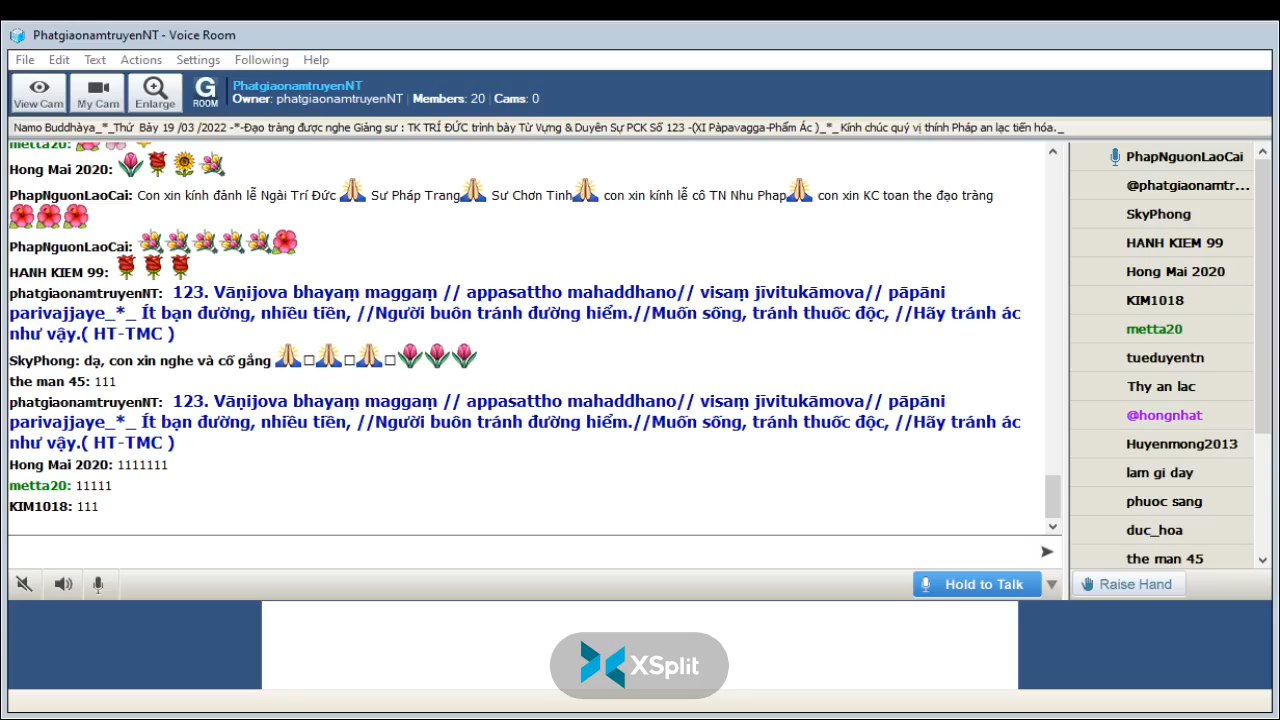 PhatgiaonamtruyenNT - Voice Room
File Edit Text Actions Settings Following Help
View Cam My Cam Enlarge G ROOM
PhatgiaonamtruyenNT
Owner: phatgiaonamtruyenNT | Members: 20 | Cams: 0
Namo Buddhàya_*_Thứ Bảy 19 /03 /2022 -*-Đạo tràng được nghe Giảng sư : TK TRÍ ĐỨC trình bày Từ Vựng & Duyên Sự PCK Số 123 -(XI Pàpavagga-Phẩm Ác )_*_ Kính chúc quý vị thính Pháp an lạc tiến hóa._
metta20:
Hong Mai 2020:
PhapNguonLaoCai: Con xin kính đảnh lễ Ngài Trí Đức Sư Pháp Trang Sư Chơn Tinh con xin kính lễ cô TN Nhu Phap con xin KC toan the đạo tràng
PhapNguonLaoCai:
HANH KIEM 99:
phatgiaonamtruyenNT: 123. Vāṇijova bhayaṃ maggaṃ // appasattho mahaddhano// visaṃ jīvitukāmova// pāpāni
parivajjaye_*_ Ít bạn đường, nhiều tiền, //Người buôn tránh đường hiểm.//Muốn sống, tránh thuốc độc, //Hãy tránh ác
như vậy.( HT-TMC )
SkyPhong: dạ, con xin nghe và cố gắng
the man 45: 111
phatgiaonamtruyenNT: 123. Vāṇijova bhayaṃ maggaṃ // appasattho mahaddhano// visaṃ jīvitukāmova// pāpāni
parivajjaye_*_ Ít bạn đường, nhiều tiền, //Người buôn tránh đường hiểm.//Muốn sống, tránh thuốc độc, //Hãy tránh ác
như vậy.( HT-TMC )
Hong Mai 2020: 1111111
metta20: 11111
KIM1018: 111
Hold to Talk
PhapNguonLaoCai
@phatgiaonamtr...
SkyPhong
HANH KIEM 99
Hong Mai 2020
KIM1018
metta20
tueduyentn
Thy an lac
@hongnhat
Huyenmong2013
lam gi day
phuoc sang
duc_hoa
the man 45
Raise Hand
XSplit